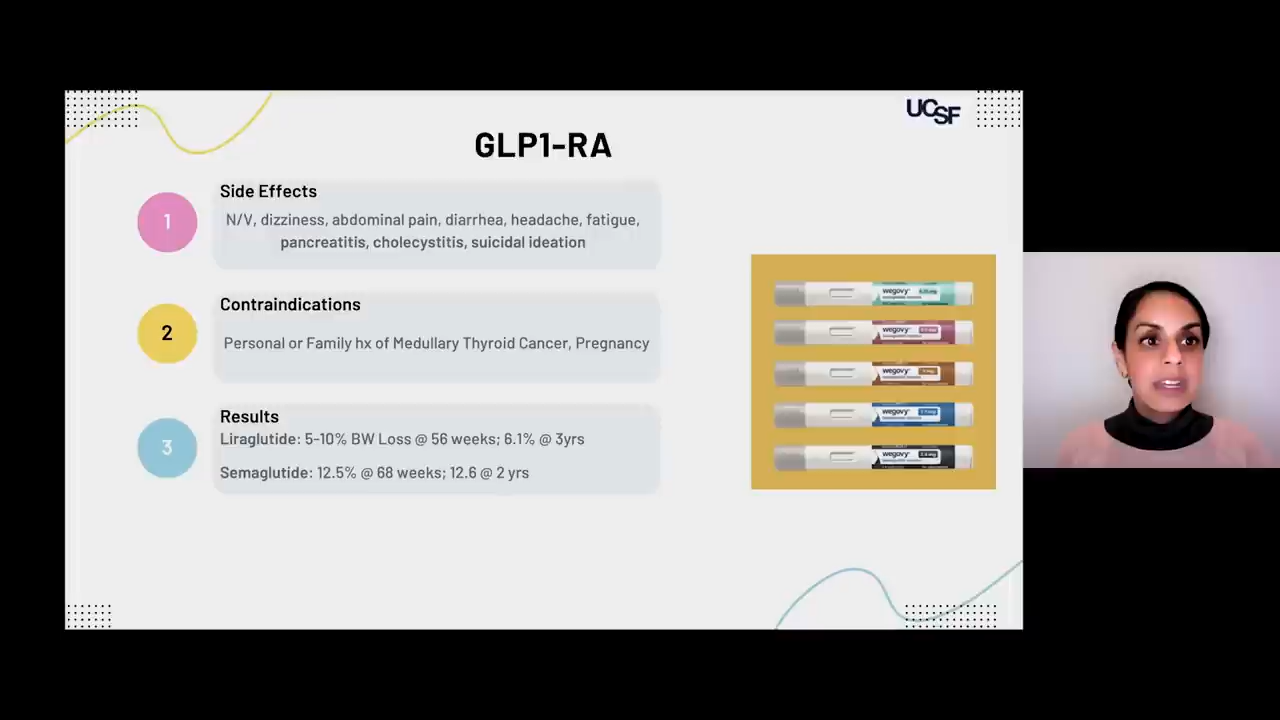 UCSF
GLP1-RA
1
Side Effects
N/V, dizziness, abdominal pain, diarrhea, headache, fatigue,
pancreatitis, cholecystitis, suicidal ideation
2
Contraindications
Personal or Family hx of Medullary Thyroid Cancer, Pregnancy
3
Results
Liraglutide: 5-10% BW Loss @ 56 weeks; 6.1% @ 3yrs
Semaglutide: 12.5% @ 68 weeks; 12.6 @ 2 yrs
wegovy
wegovy
wegovy
wegovy
wegovy